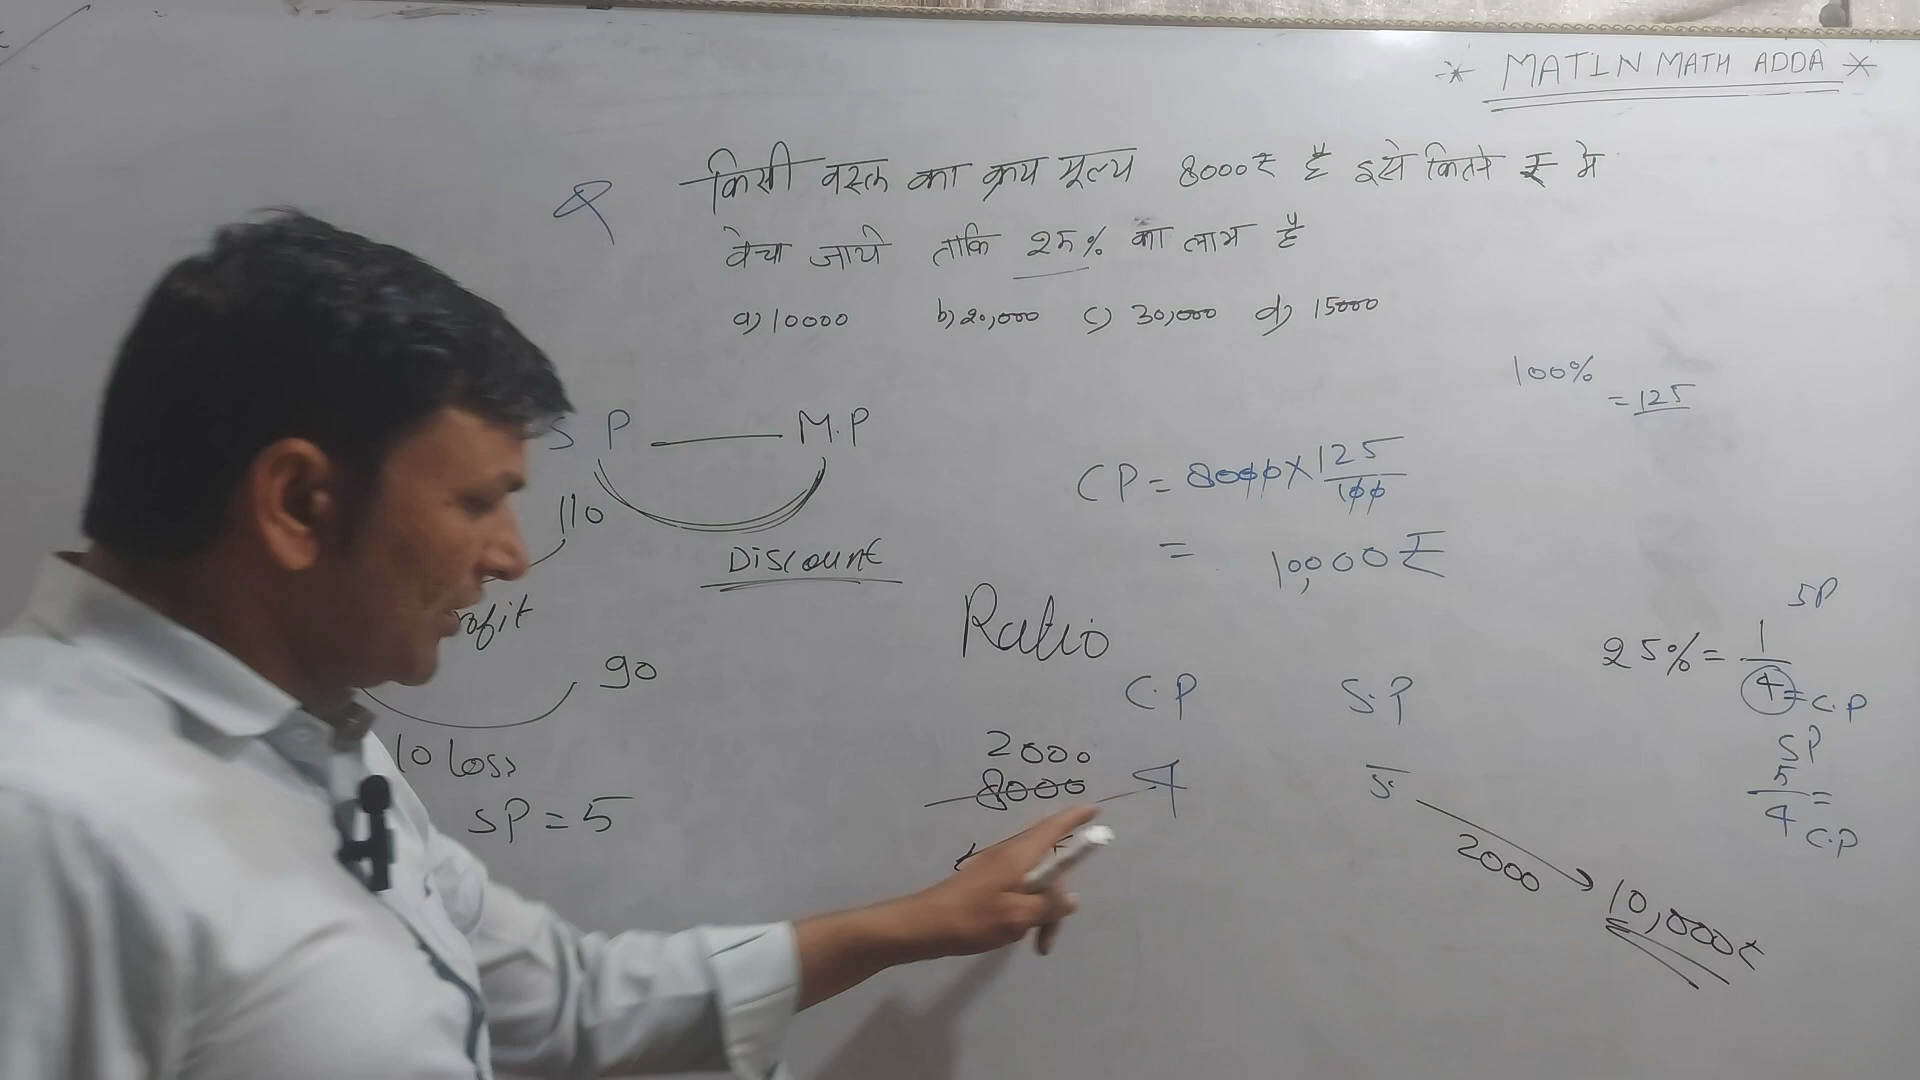 * MATIN MATH ADDA *
Q किसी वस्तु का क्रय मूल्य 8000₹ है इसे कितने ₹ में
बेचा जाये ताकि 25% का लाभ है
a) 10000 b) 20,000 c) 30,000 d) 15000
100%
= 125
S P — M.P
110
Discount
90
10 loss
SP = 5
CP = 8000 × 125/100
= 10,000 ₹
Ratio
C.P S.P
2000
8000 4 5
2000
10,000₹
SP
25% = 1/4 = C.P
SP
5/4 =
C.P